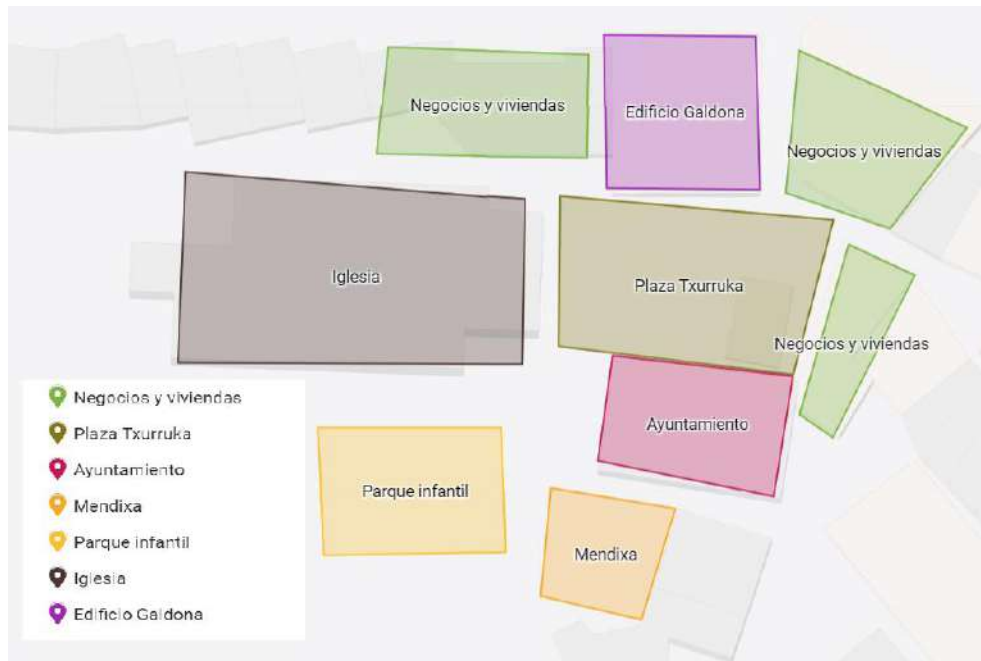 Negocios y viviendas
Edificio Galdona
Negocios y viviendas
Iglesia
Plaza Txurruka
Negocios y viviendas
Ayuntamiento
Parque infantil
Mendixa
Negocios y viviendas
Plaza Txurruka
Ayuntamiento
Mendixa
Parque infantil
Iglesia
Edificio Galdona